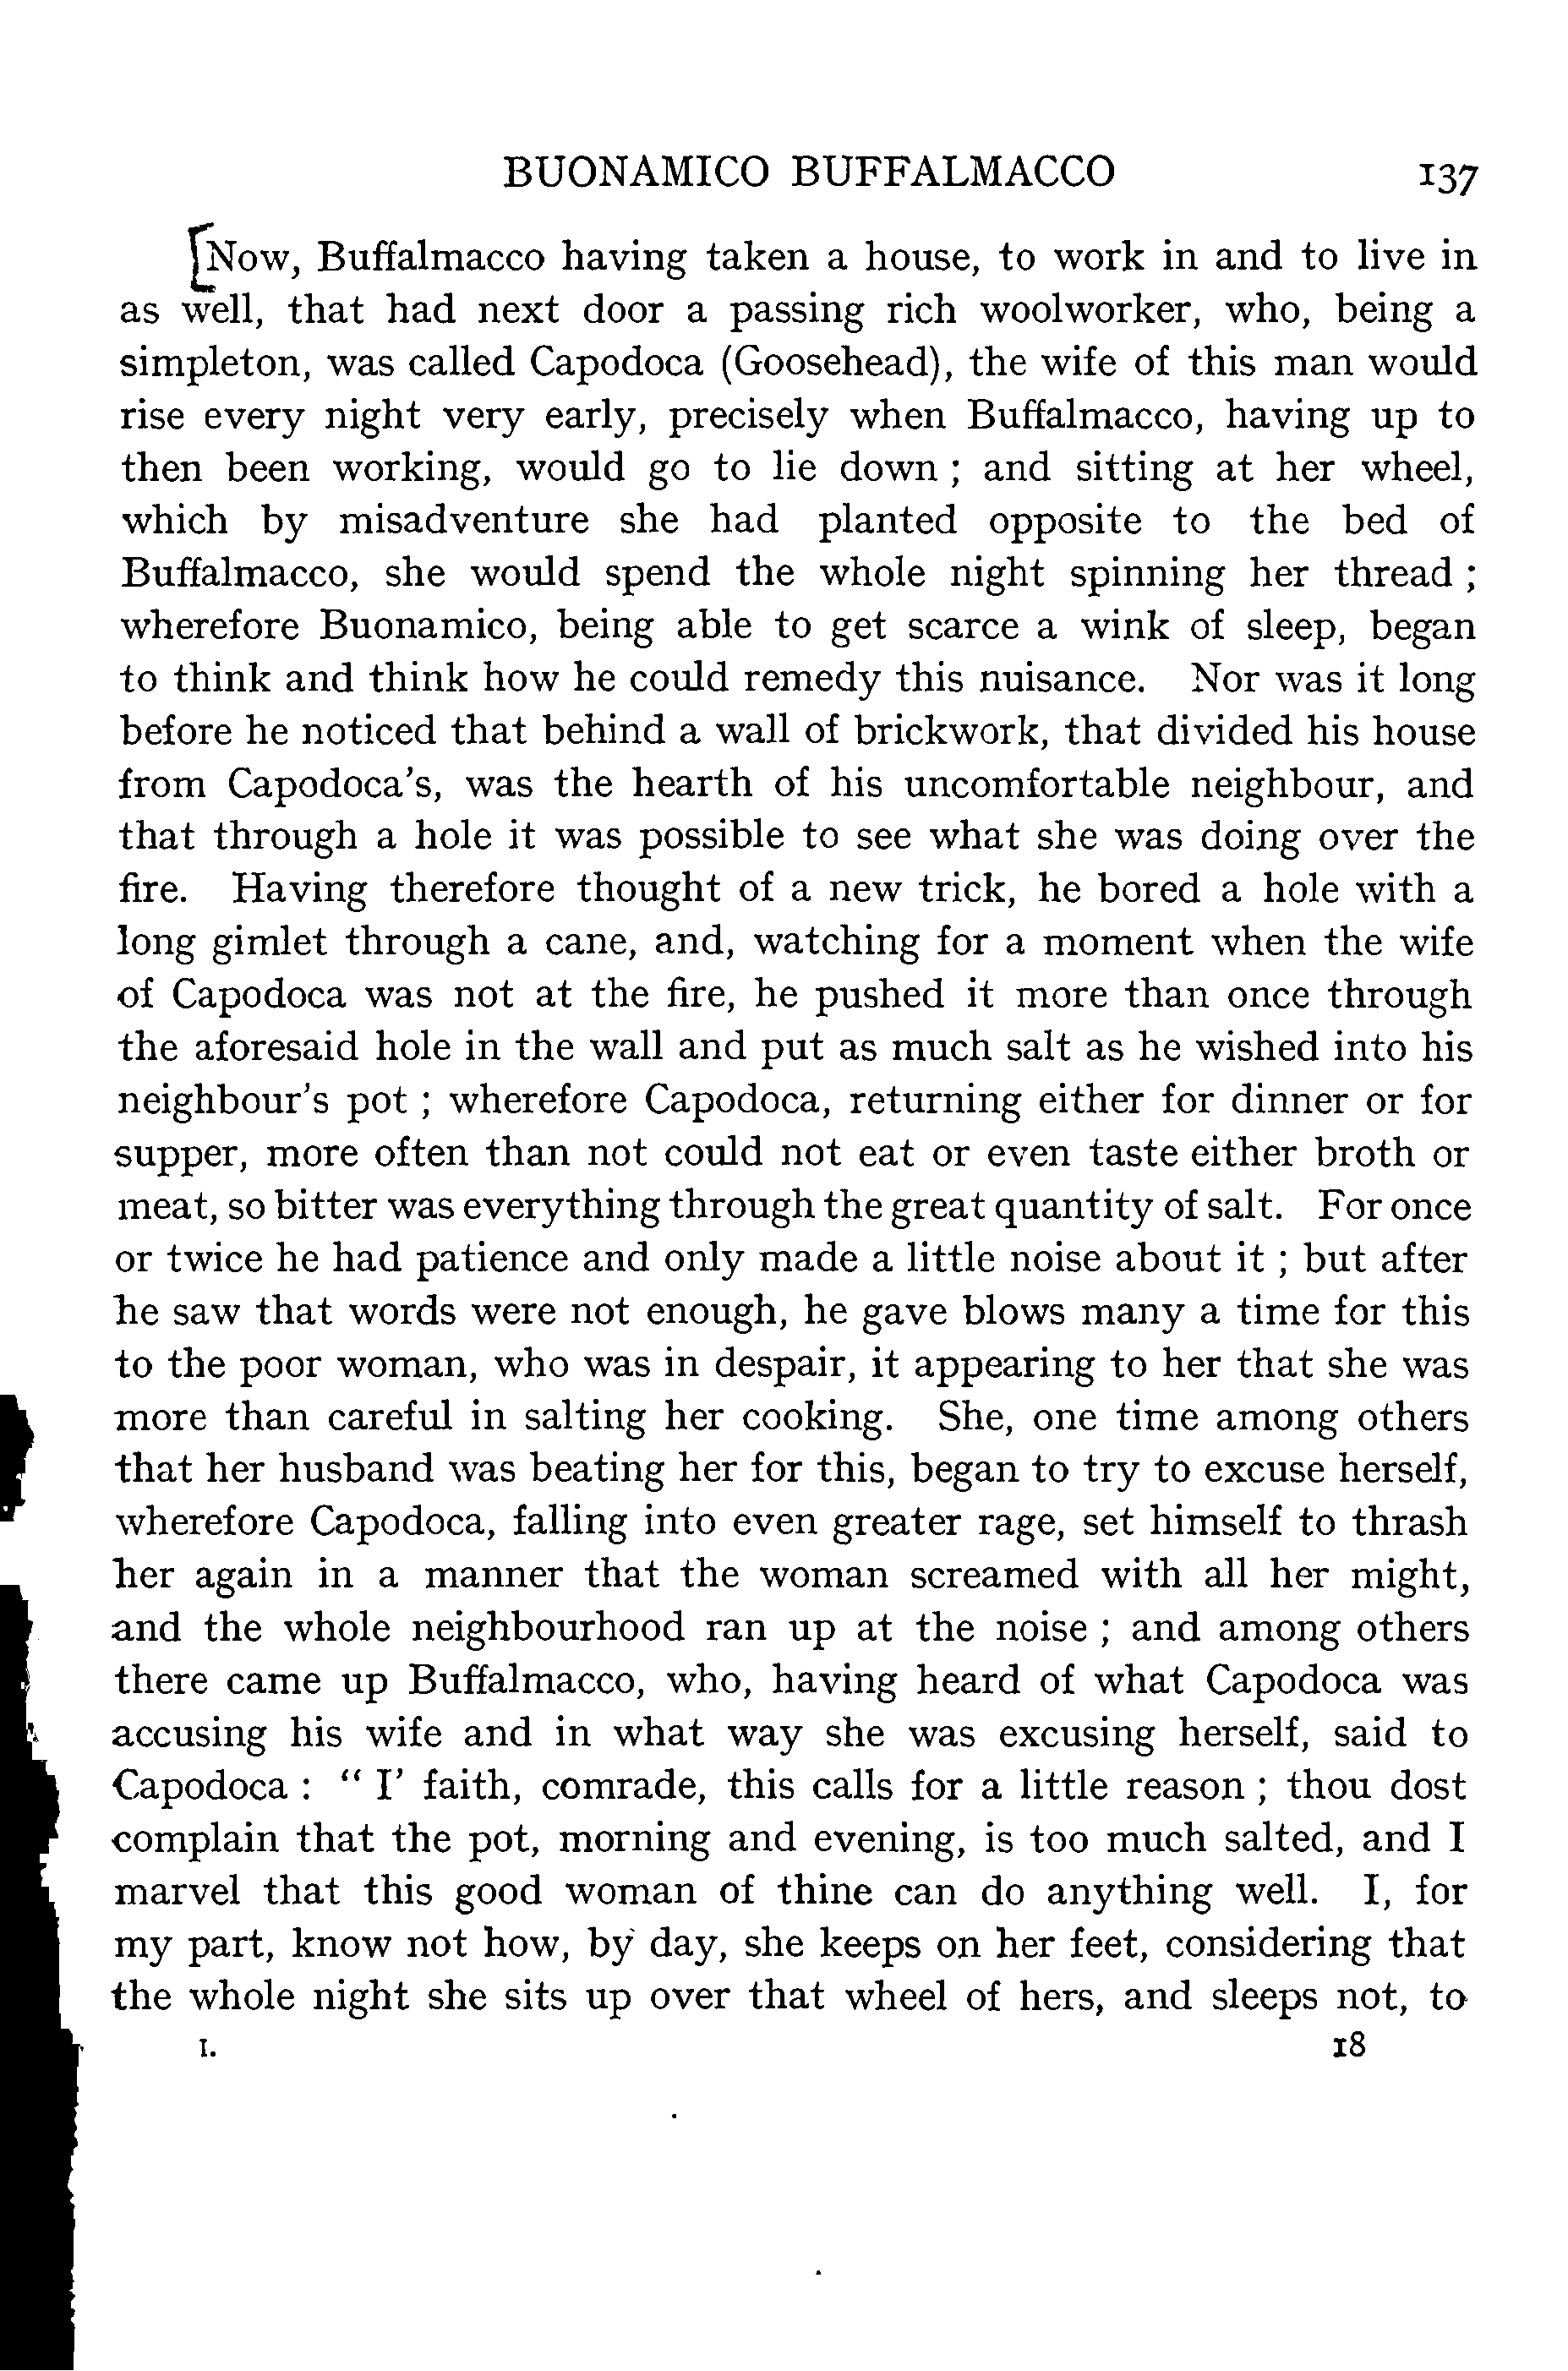 BUONAMICO BUFFALMACCO 137
[Now, Buffalmacco having taken a house, to work in and to live in
as well, that had next door a passing rich woolworker, who, being a
simpleton, was called Capodoca (Goosehead), the wife of this man would
rise every night very early, precisely when Buffalmacco, having up to
then been working, would go to lie down ; and sitting at her wheel,
which by misadventure she had planted opposite to the bed of
Buffalmacco, she would spend the whole night spinning her thread ;
wherefore Buonamico, being able to get scarce a wink of sleep, began
to think and think how he could remedy this nuisance. Nor was it long
before he noticed that behind a wall of brickwork, that divided his house
from Capodoca's, was the hearth of his uncomfortable neighbour, and
that through a hole it was possible to see what she was doing over the
fire. Having therefore thought of a new trick, he bored a hole with a
long gimlet through a cane, and, watching for a moment when the wife
of Capodoca was not at the fire, he pushed it more than once through
the aforesaid hole in the wall and put as much salt as he wished into his
neighbour's pot ; wherefore Capodoca, returning either for dinner or for
supper, more often than not could not eat or even taste either broth or
meat, so bitter was everything through the great quantity of salt. For once
or twice he had patience and only made a little noise about it ; but after
he saw that words were not enough, he gave blows many a time for this
to the poor woman, who was in despair, it appearing to her that she was
more than careful in salting her cooking. She, one time among others
that her husband was beating her for this, began to try to excuse herself,
wherefore Capodoca, falling into even greater rage, set himself to thrash
her again in a manner that the woman screamed with all her might,
and the whole neighbourhood ran up at the noise ; and among others
there came up Buffalmacco, who, having heard of what Capodoca was
accusing his wife and in what way she was excusing herself, said to
Capodoca : “ I’ faith, comrade, this calls for a little reason ; thou dost
complain that the pot, morning and evening, is too much salted, and I
marvel that this good woman of thine can do anything well. I, for
my part, know not how, by day, she keeps on her feet, considering that
the whole night she sits up over that wheel of hers, and sleeps not, to
I. 18